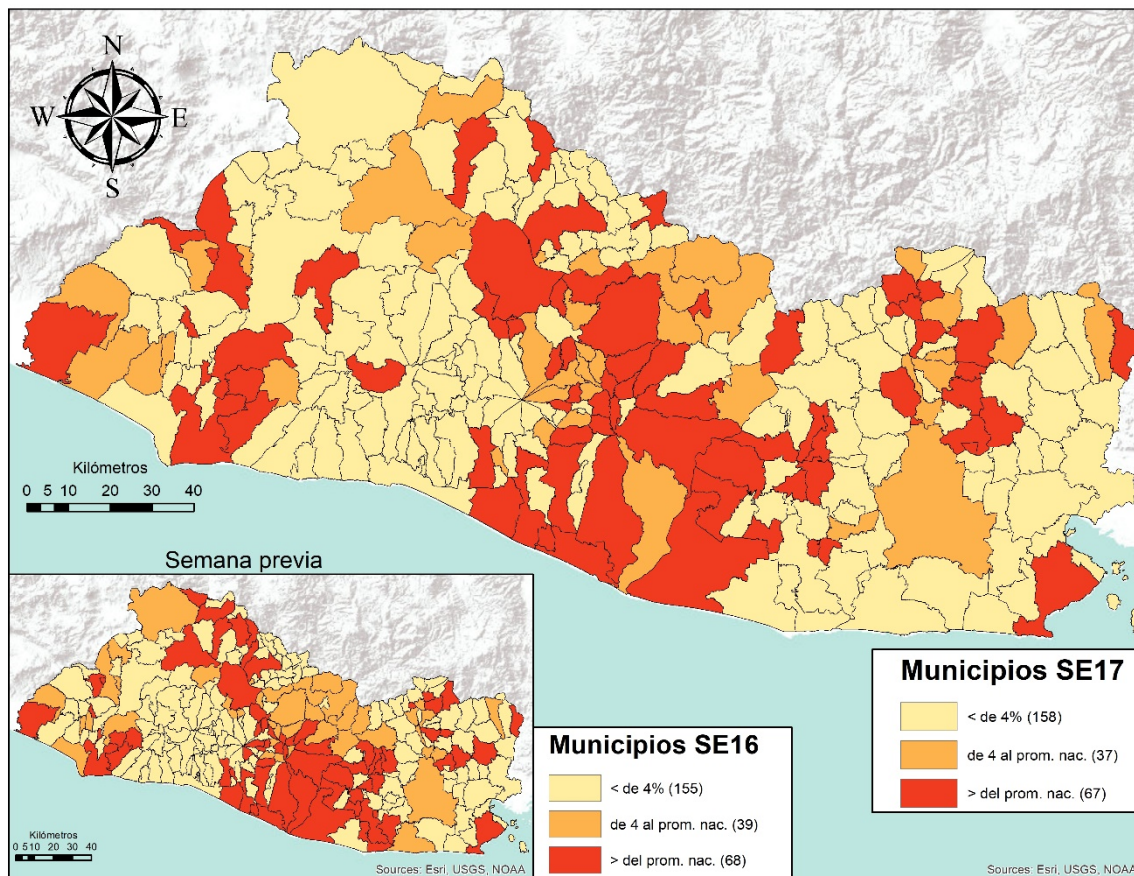 N
W E
S
Kilómetros
0 5 10 20 30 40
Semana previa
Kilómetros
0 5 10 20 30 40
Sources: Esri, USGS, NOAA
Municipios SE16
< de 4% (155)
de 4 al prom. nac. (39)
> del prom. nac. (68)
Municipios SE17
< de 4% (158)
de 4 al prom. nac. (37)
> del prom. nac. (67)
Sources: Esri, USGS, NOAA